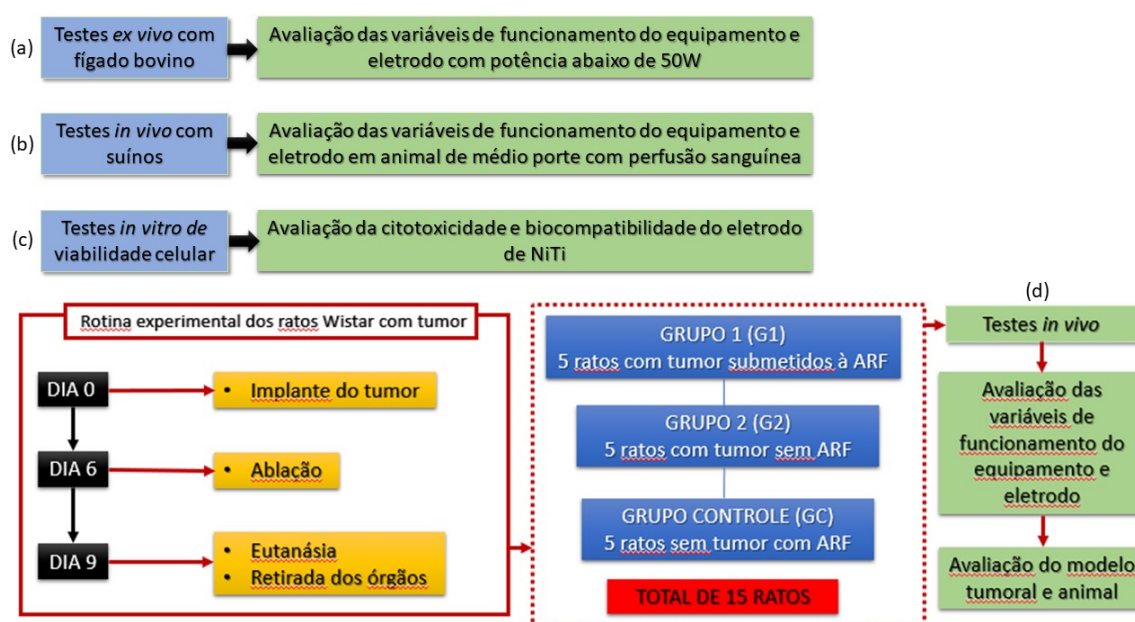 (a)
Testes ex vivo com
fígado bovino
Avaliação das variáveis de funcionamento do equipamento e
eletrodo com potência abaixo de 50W
(b)
Testes in vivo com
suínos
Avaliação das variáveis de funcionamento do equipamento e
eletrodo em animal de médio porte com perfusão sanguínea
(c)
Testes in vitro de
viabilidade celular
Avaliação da citotoxicidade e biocompatibilidade do eletrodo
de NiTi
Rotina experimental dos ratos Wistar com tumor
DIA 0
• Implante do tumor
DIA 6
• Ablação
DIA 9
• Eutanásia
• Retirada dos órgãos
GRUPO 1 (G1)
5 ratos com tumor submetidos à ARF
GRUPO 2 (G2)
5 ratos com tumor sem ARF
GRUPO CONTROLE (GC)
5 ratos sem tumor com ARF
TOTAL DE 15 RATOS
(d)
Testes in vivo
Avaliação das
variáveis de
funcionamento do
equipamento e
eletrodo
Avaliação do modelo
tumoral e animal